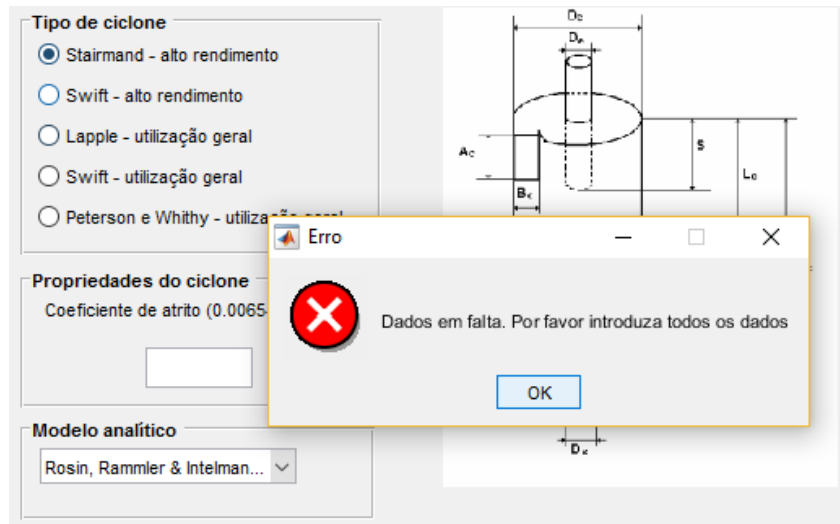 Tipo de ciclone
Stairmand - alto rendimento
Swift - alto rendimento
Lapple - utilização geral
Swift - utilização geral
Peterson e Whithy - utilização geral
Propriedades do ciclone
Coeficiente de atrito (0.0065
Modelo analítico
Rosin, Rammler & Intelman...
Erro
Dados em falta. Por favor introduza todos os dados
OK
Ac
S